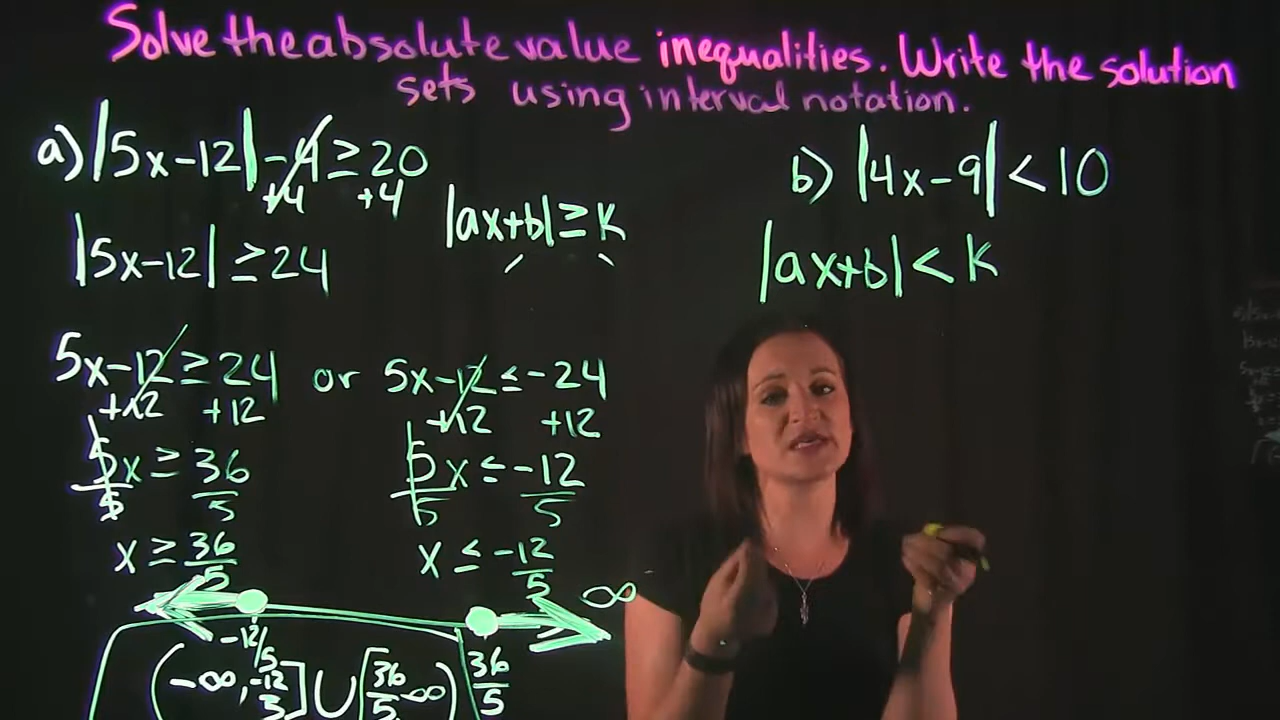 Solve the absolute value inequalities. Write the solution
sets using interval notation.
a) |5x-12| -4 ≥ 20
+4 +4
|ax+b| ≥ k
|5x-12| ≥ 24
5x-12 ≥ 24 or 5x-12 ≤ -24
+12 +12 +12 +12
5x ≥ 36 5x ≤ -12
5 5 5 5
x ≥ 36/5 x ≤ -12/5
∞
-12/5 36/5
(-∞, -12/5] ∪ [36/5 -∞)
b) |4x-9| < 10
|ax+b| < k